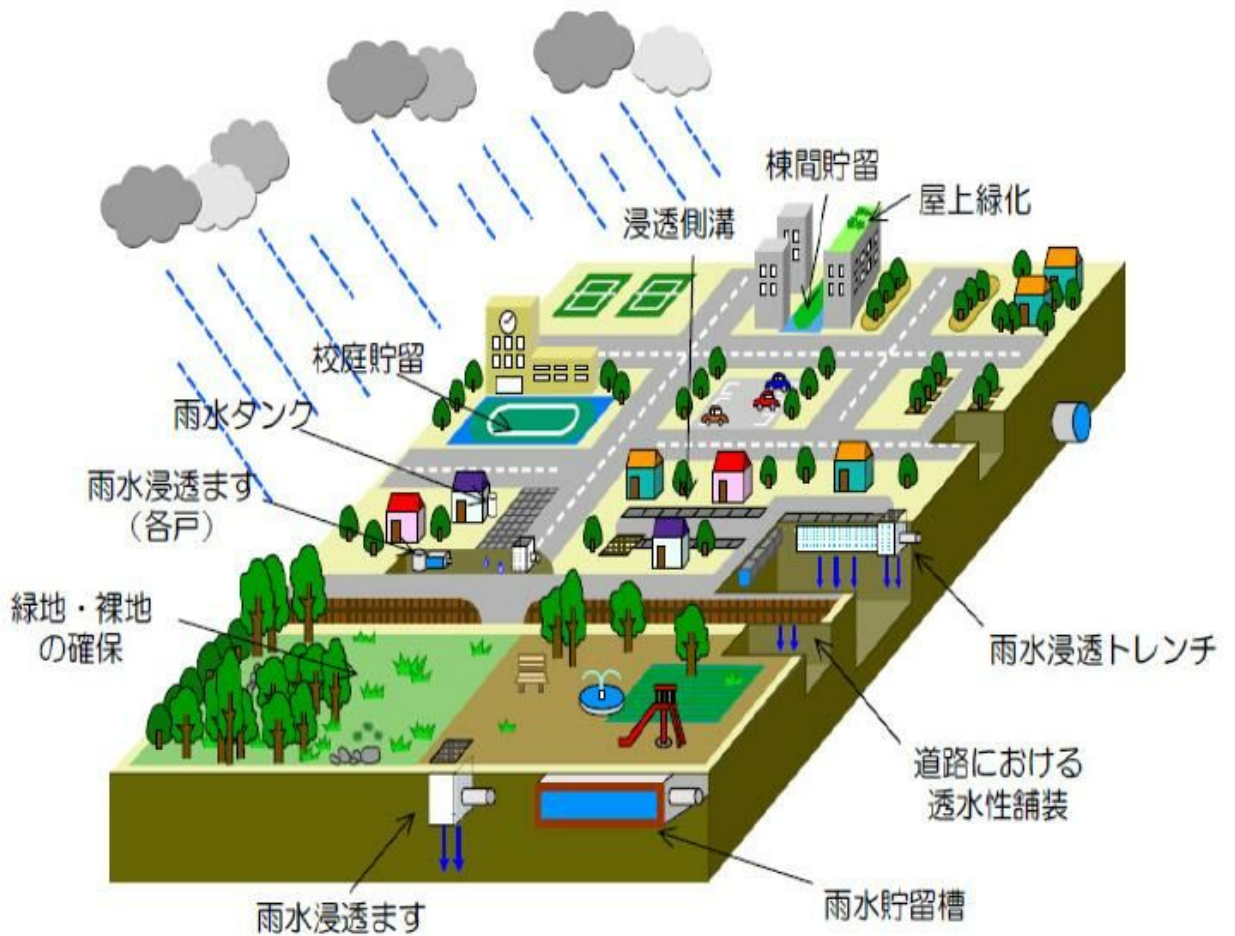 棟間貯留
屋上緑化
浸透側溝
校庭貯留
雨水タンク
雨水浸透ます
（各戸）
緑地・裸地
の確保
雨水浸透トレンチ
道路における
透水性舗装
雨水浸透ます
雨水貯留槽